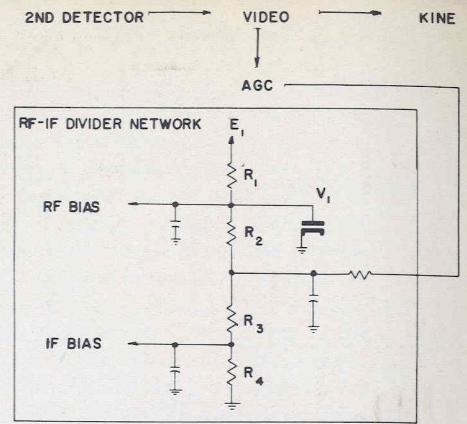 2ND DETECTOR VIDEO KINE
AGC
RF-IF DIVIDER NETWORK E₁
R₁
V₁
RF BIAS
R₂
R₃
IF BIAS
R₄